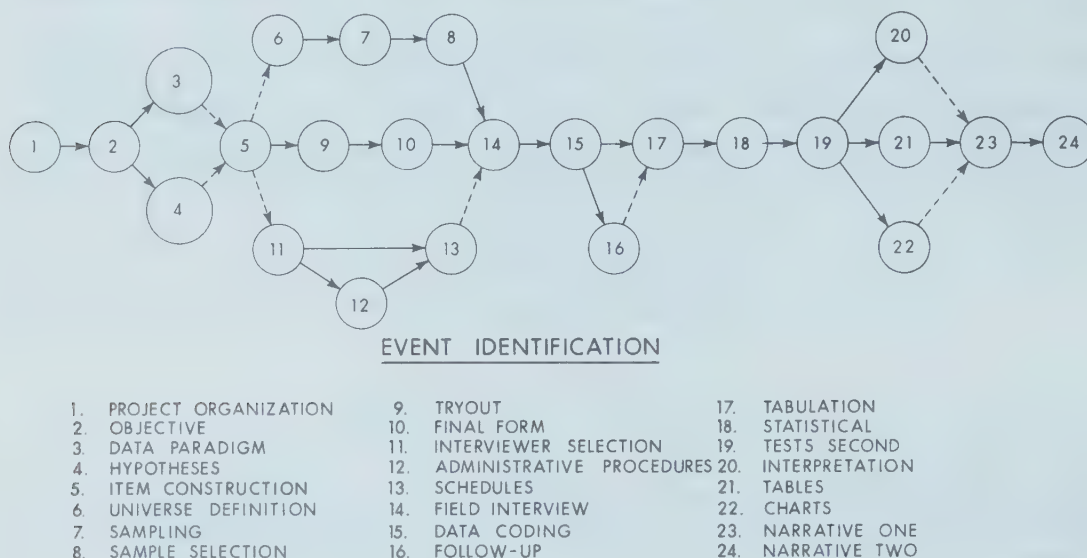 6 7 8 20
3
1 2 5 9 10 14 15 17 18 19 21 23 24
4
11 13 16 22
12
EVENT IDENTIFICATION
1. PROJECT ORGANIZATION
2. OBJECTIVE
3. DATA PARADIGM
4. HYPOTHESES
5. ITEM CONSTRUCTION
6. UNIVERSE DEFINITION
7. SAMPLING
8. SAMPLE SELECTION
9. TRYOUT
10. FINAL FORM
11. INTERVIEWER SELECTION
12. ADMINISTRATIVE PROCEDURES
13. SCHEDULES
14. FIELD INTERVIEW
15. DATA CODING
16. FOLLOW-UP
17. TABULATION
18. STATISTICAL
19. TESTS SECOND
20. INTERPRETATION
21. TABLES
22. CHARTS
23. NARRATIVE ONE
24. NARRATIVE TWO